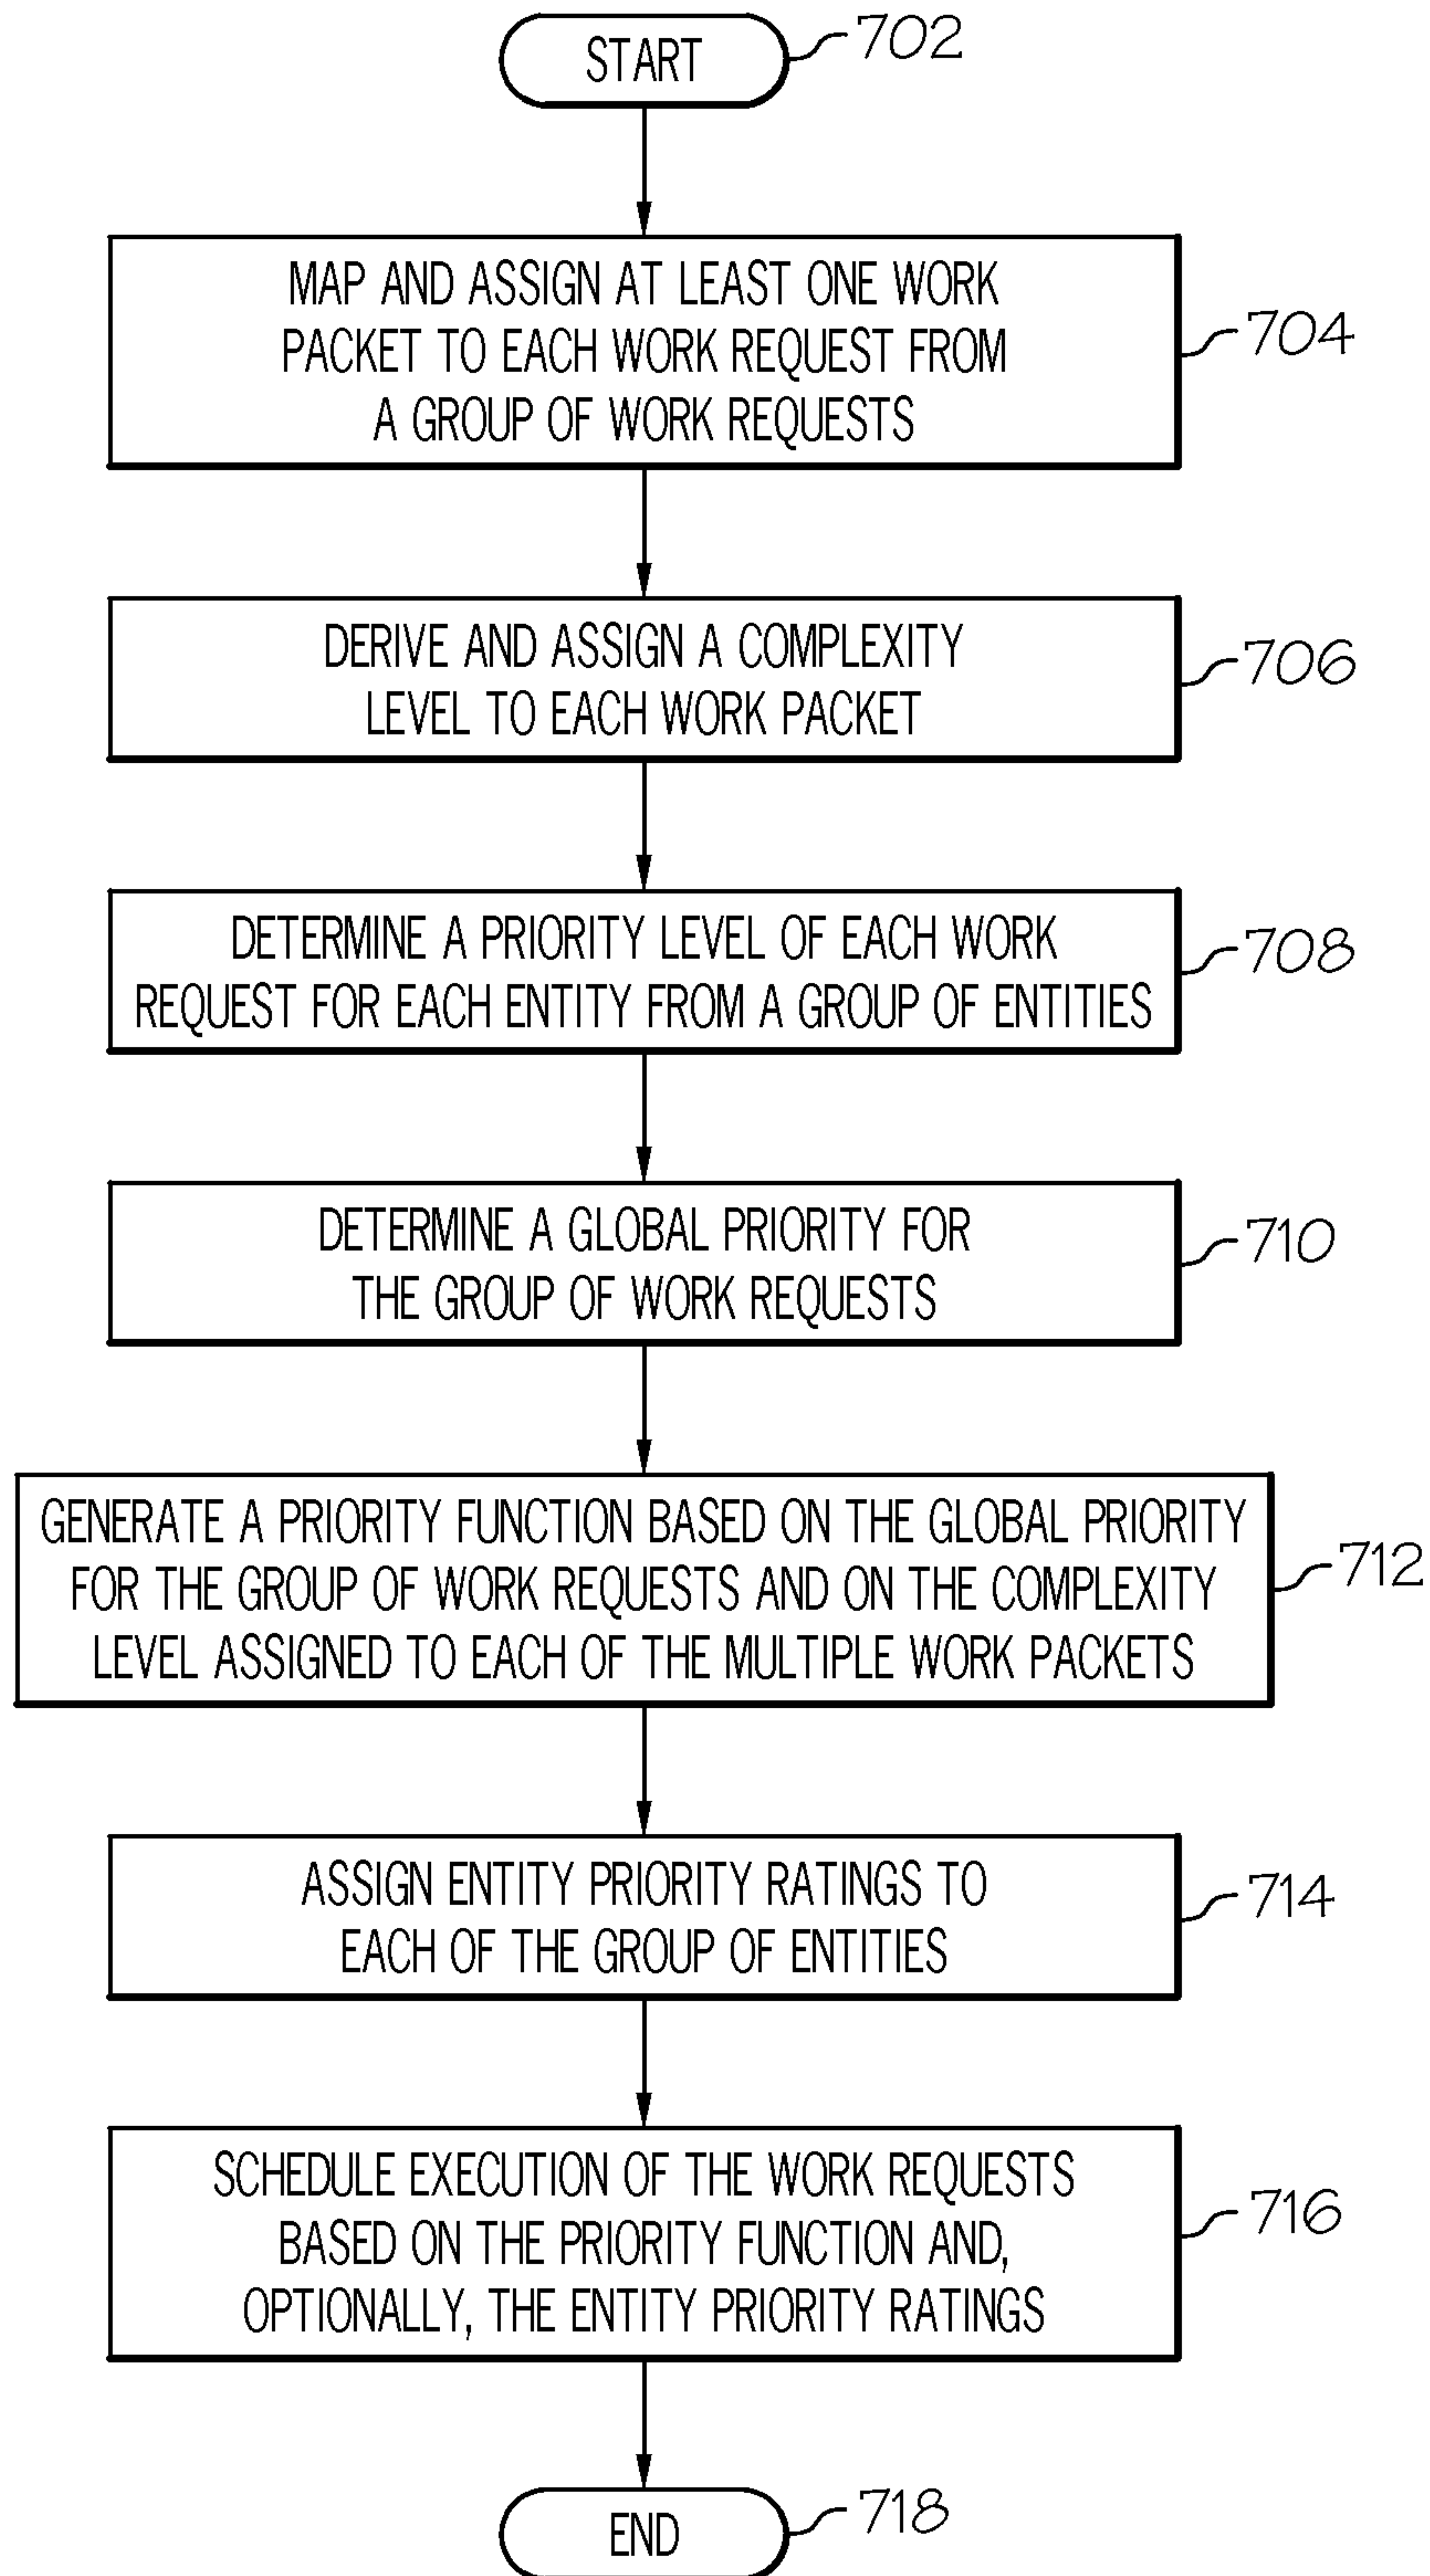 START
702
MAP AND ASSIGN AT LEAST ONE WORK
PACKET TO EACH WORK REQUEST FROM
A GROUP OF WORK REQUESTS
704
DERIVE AND ASSIGN A COMPLEXITY
LEVEL TO EACH WORK PACKET
706
DETERMINE A PRIORITY LEVEL OF EACH WORK
REQUEST FOR EACH ENTITY FROM A GROUP OF ENTITIES
708
DETERMINE A GLOBAL PRIORITY FOR
THE GROUP OF WORK REQUESTS
710
GENERATE A PRIORITY FUNCTION BASED ON THE GLOBAL PRIORITY
FOR THE GROUP OF WORK REQUESTS AND ON THE COMPLEXITY
LEVEL ASSIGNED TO EACH OF THE MULTIPLE WORK PACKETS
712
ASSIGN ENTITY PRIORITY RATINGS TO
EACH OF THE GROUP OF ENTITIES
714
SCHEDULE EXECUTION OF THE WORK REQUESTS
BASED ON THE PRIORITY FUNCTION AND,
OPTIONALLY, THE ENTITY PRIORITY RATINGS
716
END
718